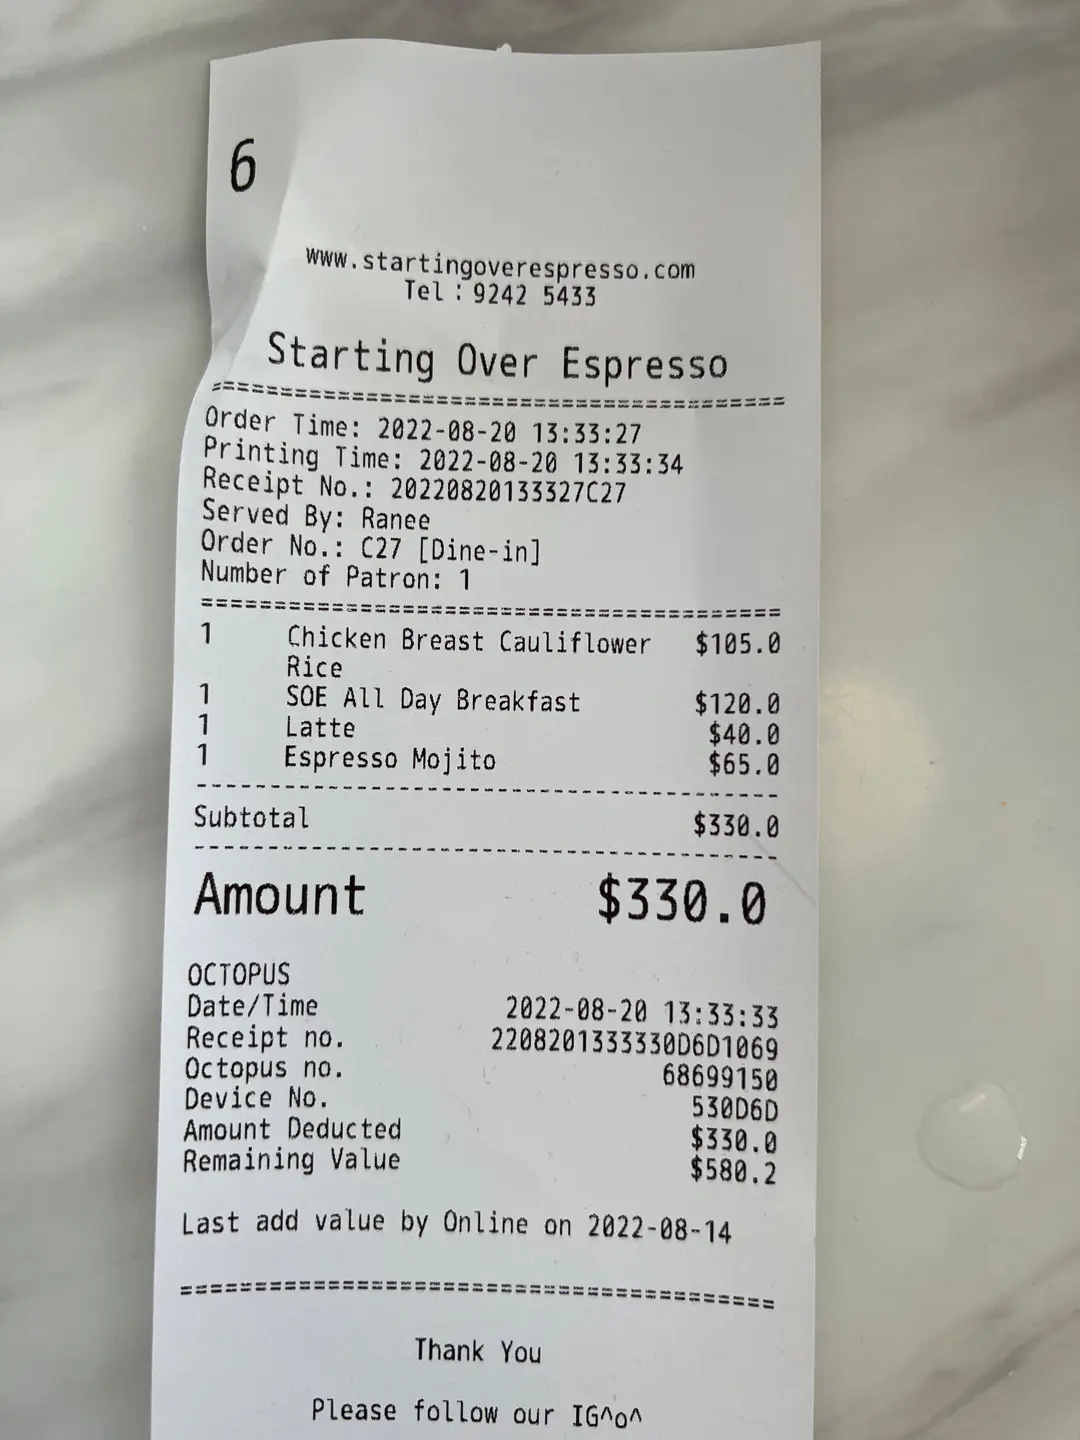 6
www.startingoverespresso.com
Tel：9242 5433
Starting Over Espresso
========================================
Order Time: 2022-08-20 13:33:27
Printing Time: 2022-08-20 13:33:34
Receipt No.: 20220820133327C27
Served By: Ranee
Order No.: C27 [Dine-in]
Number of Patron: 1
========================================
1 Chicken Breast Cauliflower $105.0
Rice
1 SOE All Day Breakfast $120.0
1 Latte $40.0
1 Espresso Mojito $65.0
----------------------------------------
Subtotal $330.0
----------------------------------------
Amount $330.0
OCTOPUS
Date/Time 2022-08-20 13:33:33
Receipt no. 2208201333330D6D1069
Octopus no. 68699150
Device No. 530D6D
Amount Deducted $330.0
Remaining Value $580.2
Last add value by Online on 2022-08-14
========================================
Thank You
Please follow our IG^o^